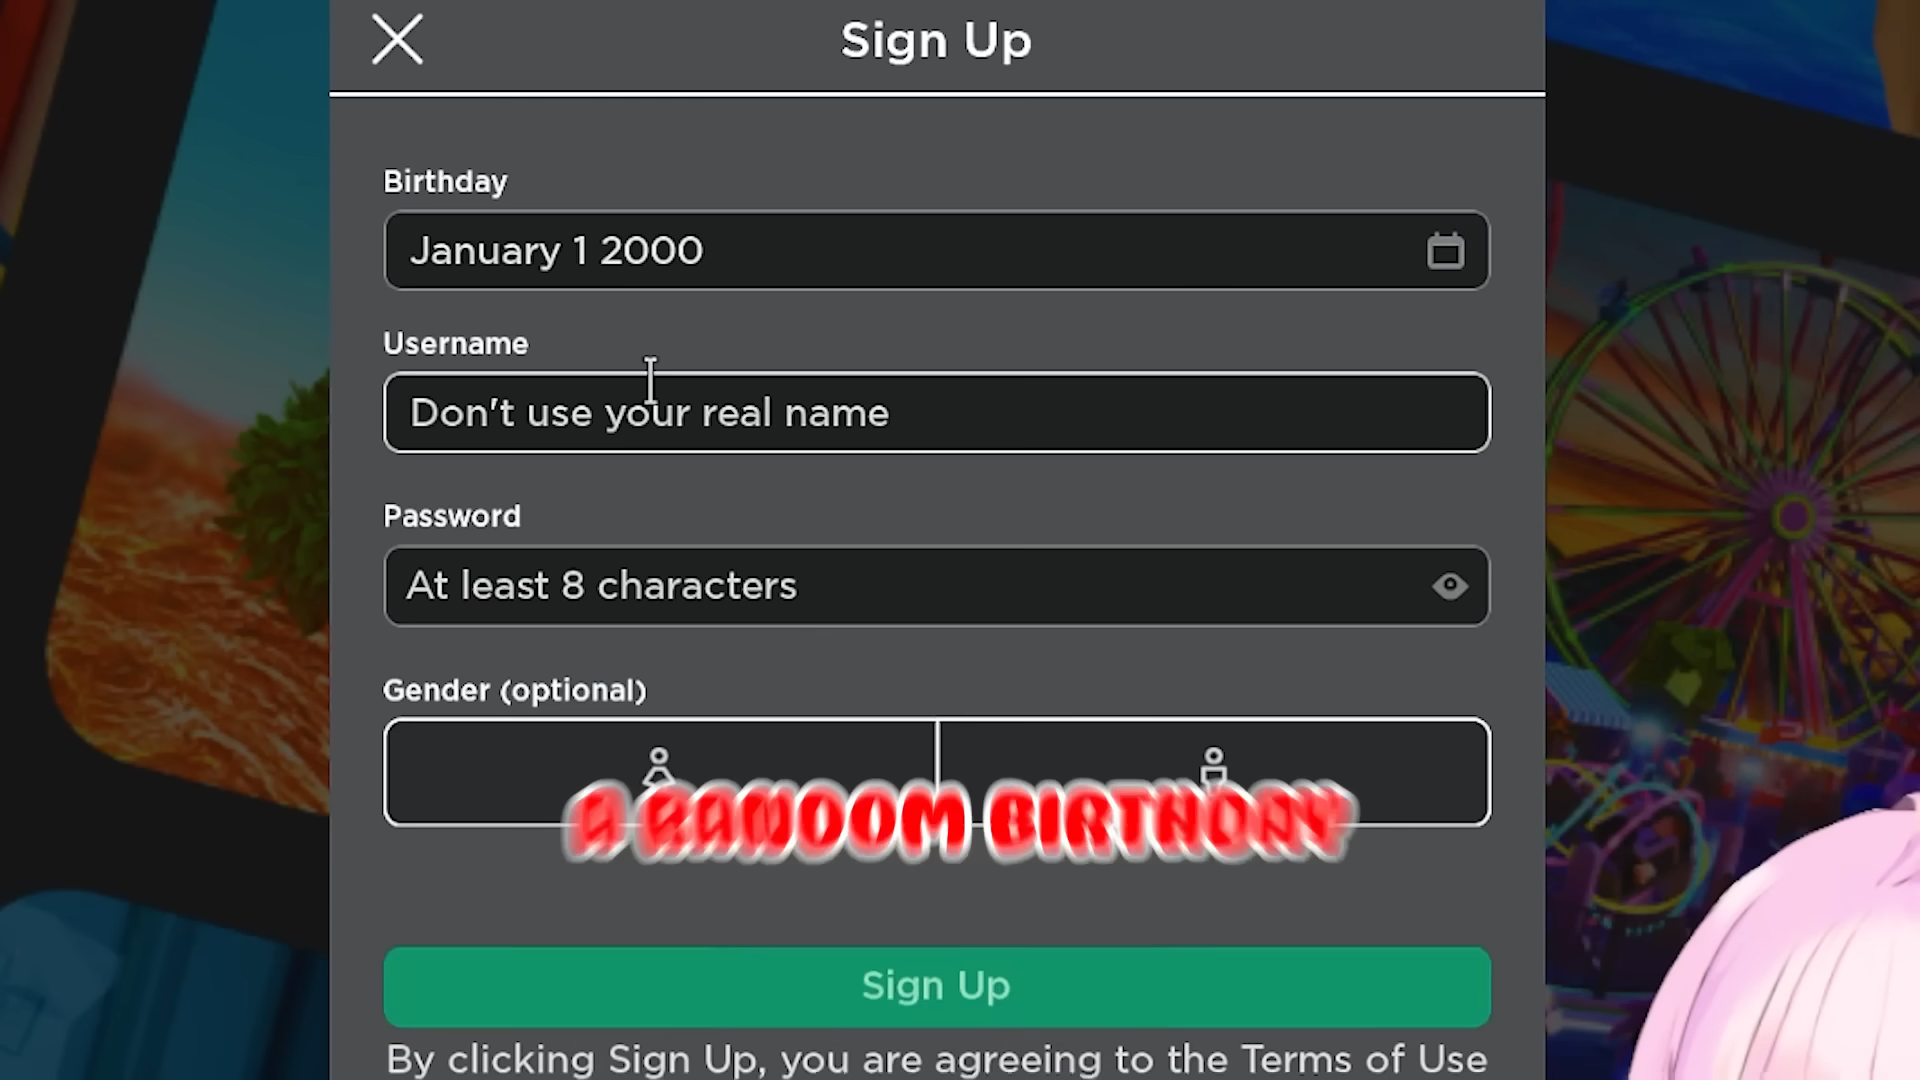 Sign Up
Birthday
January 1 2000
Username
Don't use your real name
Password
At least 8 characters
Gender (optional)
A RANDOM BIRTHDAY
Sign Up
By clicking Sign Up, you are agreeing to the Terms of Use